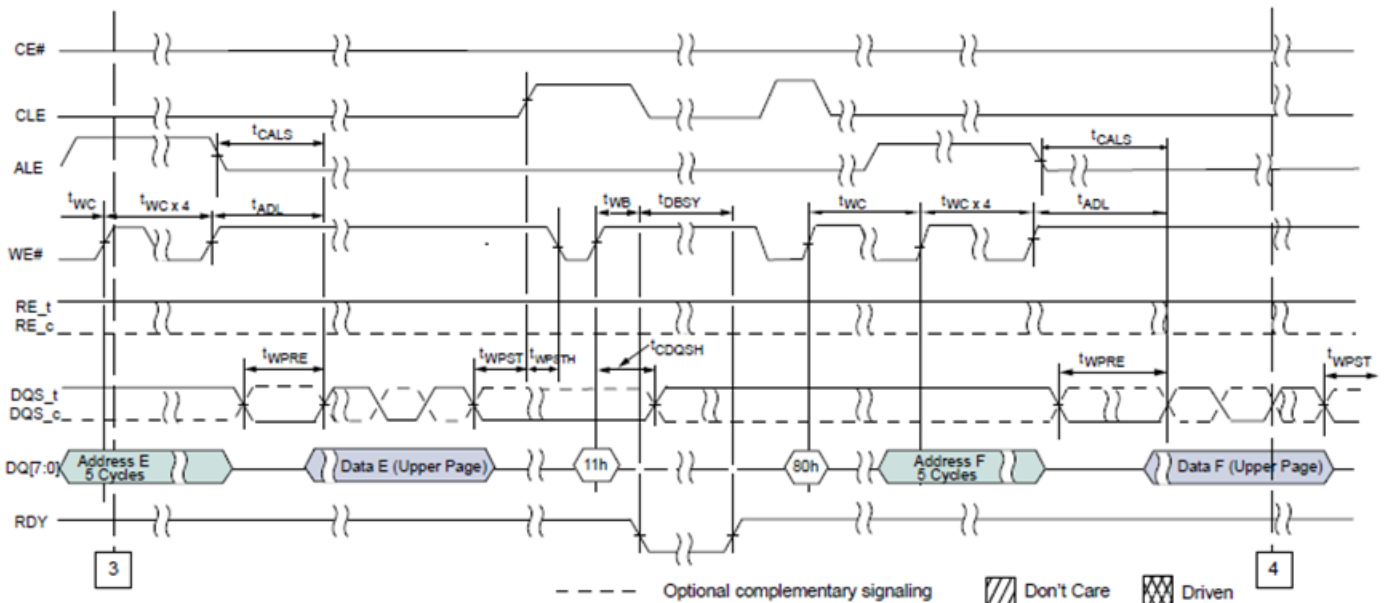 CE#
CLE
tCALS
tCALS
ALE
tWC
tWC x 4
tADL
tWB
tDBSY
tWC
tWC x 4
tADL
WE#
RE_t
RE_c
tCDQSH
tWPRE
tWPST
tWPSTH
tWPRE
tWPST
DQS_t
DQS_c
DQ[7:0]
Address E
5 Cycles
Data E (Upper Page)
11h
80h
Address F
5 Cycles
Data F (Upper Page)
RDY
3
4
Optional complementary signaling
Don't Care
Driven